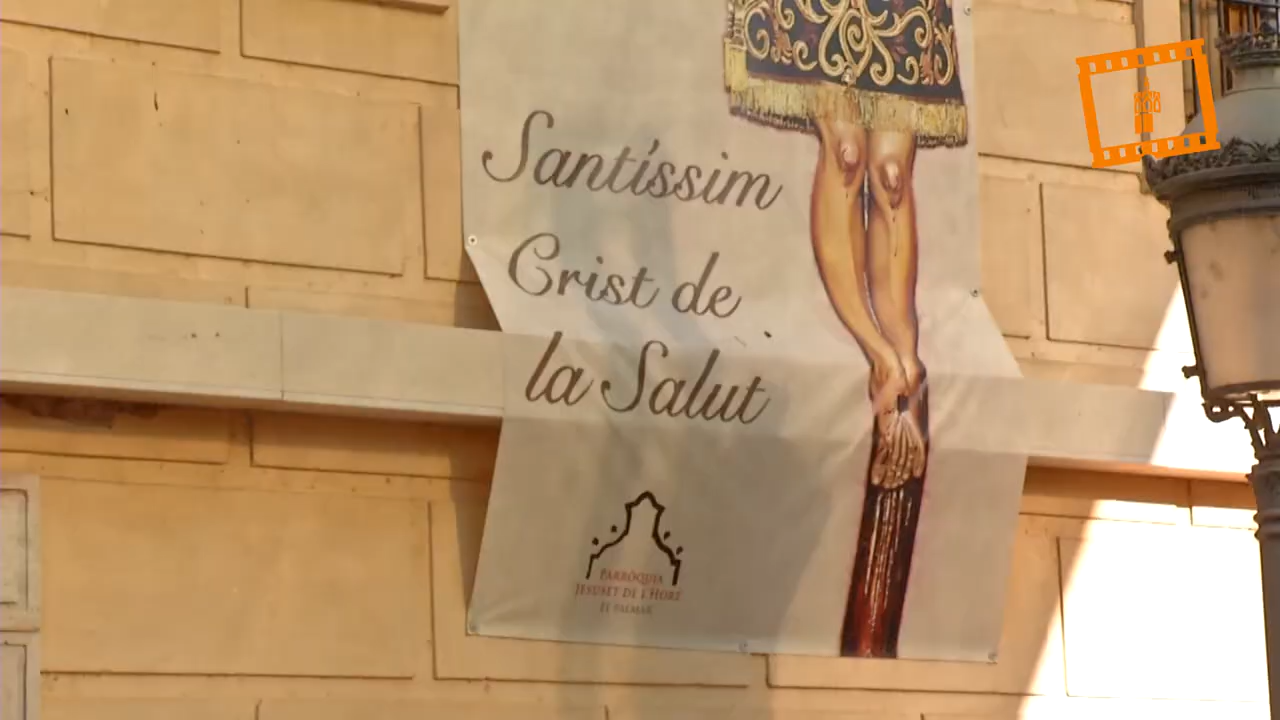 Santíssim
Crist de
la Salut
PARRÒQUIA
JESUSET DE L'HORT
EL PALMAR